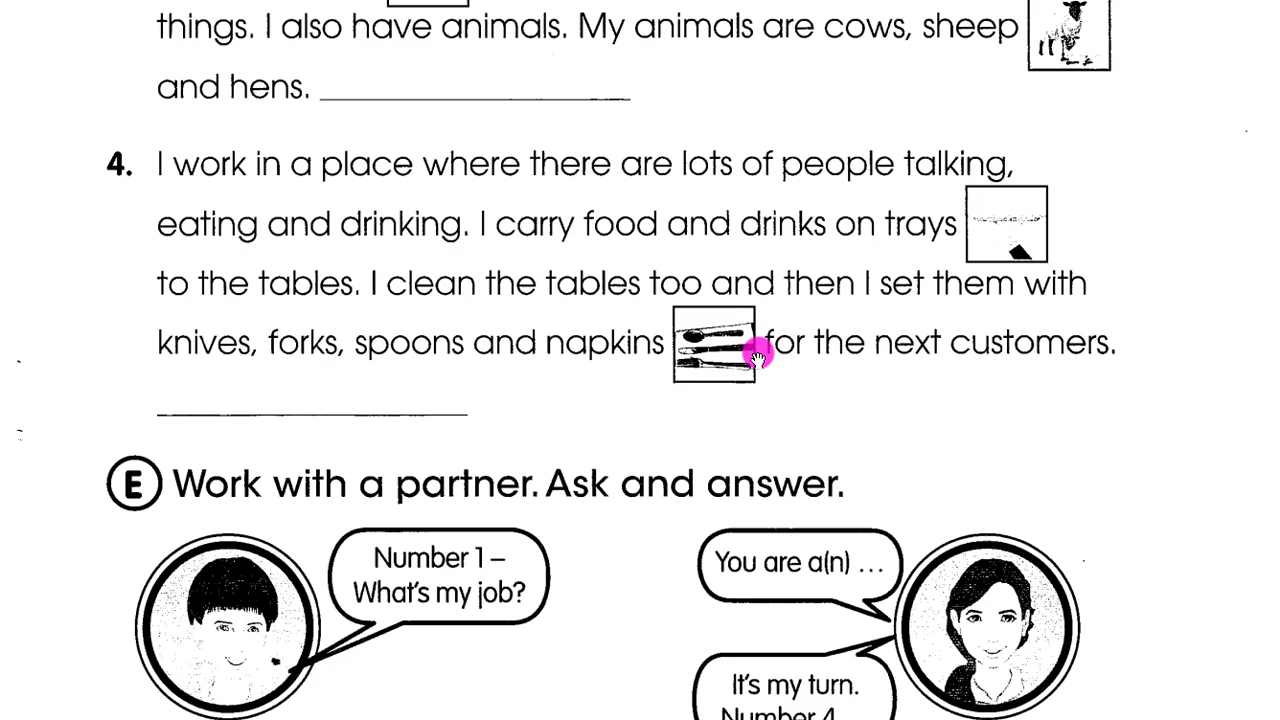 things. I also have animals. My animals are cows, sheep
and hens.
4. I work in a place where there are lots of people talking,
eating and drinking. I carry food and drinks on trays
to the tables. I clean the tables too and then I set them with
knives, forks, spoons and napkins for the next customers.
E Work with a partner. Ask and answer.
Number 1 –
What's my job?
You are a(n) ...
It's my turn.
Number 4